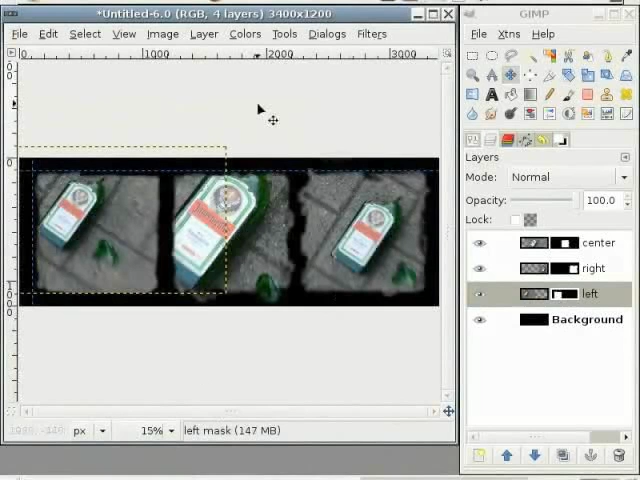 *Untitled-6.0 (RGB, 4 layers) 3400x1200
GIMP
File Edit Select View Image Layer Colors Tools Dialogs Filters
File Xtns Help
0 1000 2000 3000
Layers
Mode: Normal
Opacity: 100.0
Lock:
center
right
left
Background
px 15% left mask (147 MB)